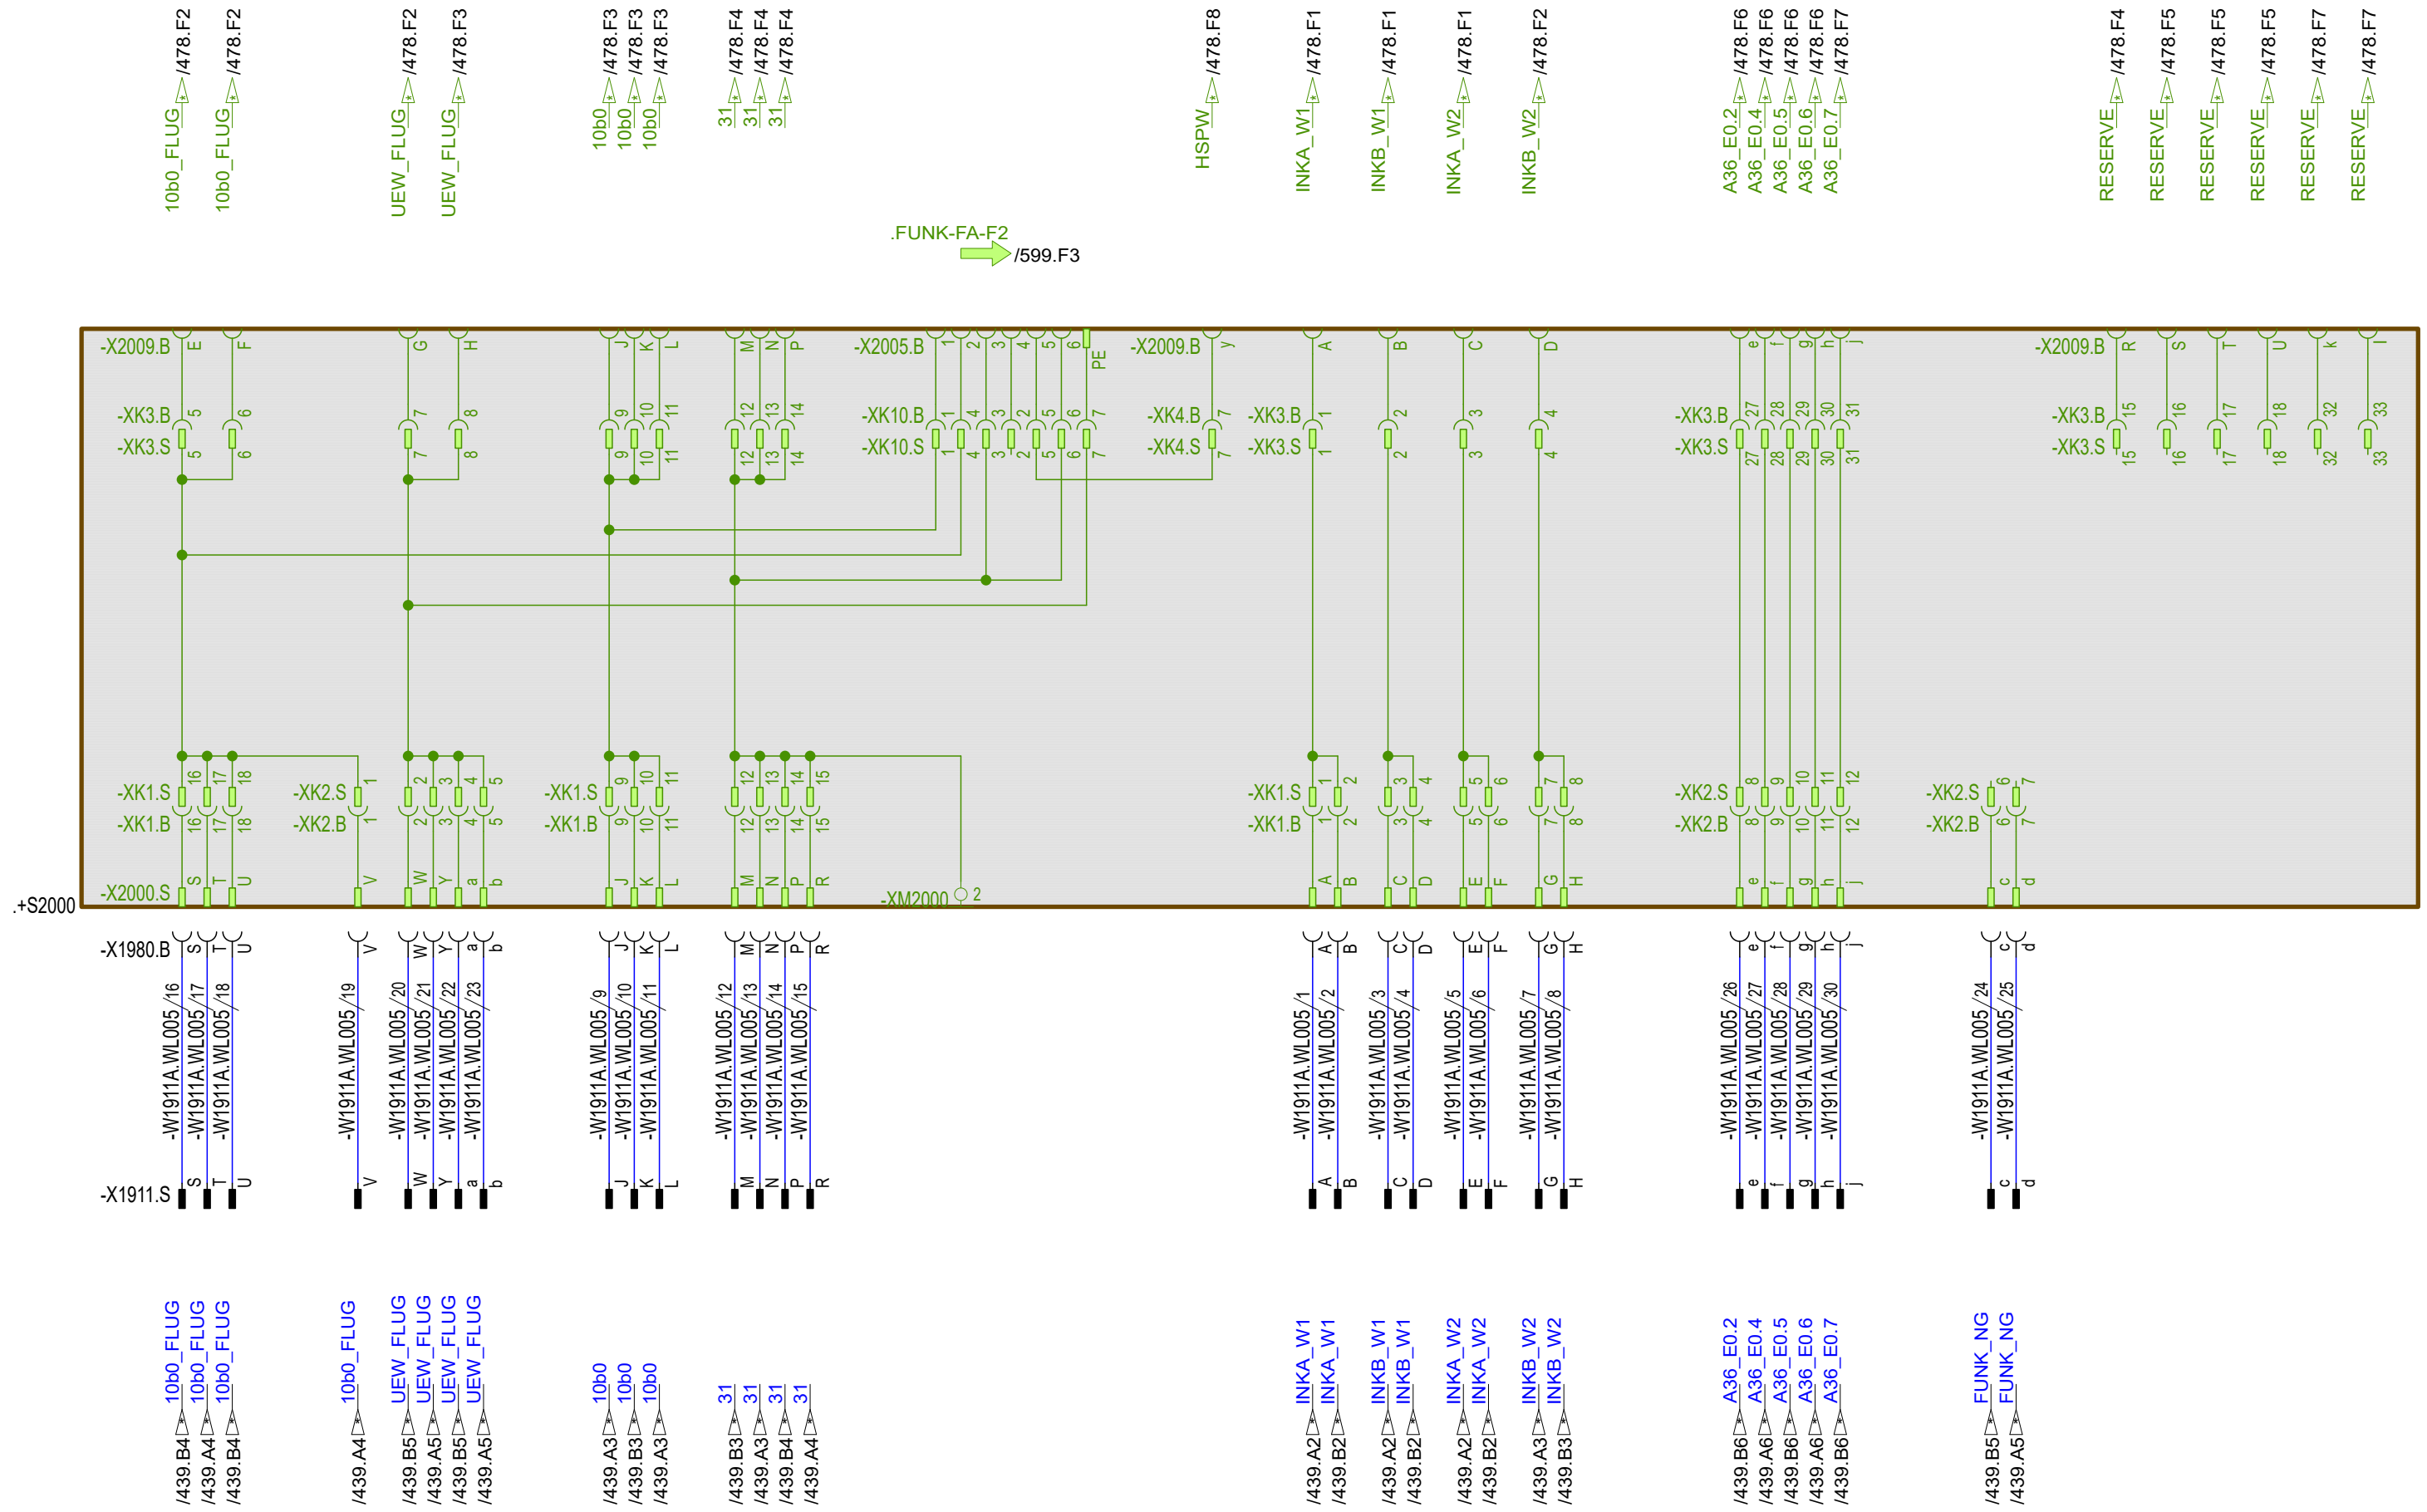 /478.F2 /478.F2 /478.F2 /478.F3 /478.F3 /478.F3 /478.F3 /478.F4 /478.F4 /478.F4 /478.F8 /478.F1 /478.F1 /478.F1 /478.F2 /478.F6 /478.F6 /478.F6 /478.F6 /478.F7 /478.F4 /478.F5 /478.F5 /478.F5 /478.F7 /478.F7
10b0_FLUG 10b0_FLUG UEW_FLUG UEW_FLUG 10b0 10b0 10b0 31 31 31 HSPW INKA_W1 INKB_W1 INKA_W2 INKB_W2 A36_E0.2 A36_E0.4 A36_E0.5 A36_E0.6 A36_E0.7 RESERVE RESERVE RESERVE RESERVE RESERVE RESERVE
.FUNK-FA-F2
/599.F3
-X2009.B E F G H J K L M N P -X2005.B 1 2 3 4 5 6 PE -X2009.B y A B C D e f g h j -X2009.B R S T U k l
-XK3.B 5 6 7 8 9 10 11 12 13 14 -XK10.B 1 4 3 2 5 6 7 -XK4.B 7 -XK3.B 1 2 3 4 -XK3.B 27 28 29 30 31 -XK3.B 15 16 17 18 32 33
-XK3.S 5 6 7 8 9 10 11 12 13 14 -XK10.S 1 4 3 2 5 6 7 -XK4.S 7 -XK3.S 1 2 3 4 -XK3.S 27 28 29 30 31 -XK3.S 15 16 17 18 32 33
-XK1.S 16 17 18 -XK2.S 1 2 3 4 5 -XK1.S 9 10 11 12 13 14 15 -XK1.S 1 2 3 4 5 6 7 8 -XK2.S 8 9 10 11 12 -XK2.S 6 7
-XK1.B 16 17 18 -XK2.B 1 2 3 4 5 -XK1.B 9 10 11 12 13 14 15 -XK1.B 1 2 3 4 5 6 7 8 -XK2.B 8 9 10 11 12 -XK2.B 6 7
-X2000.S S T U V W Y a b J K L M N P R -XM2000 2 A B C D E F G H e f g h j c d
.+S2000
-X1980.B S T U V W Y a b J K L M N P R A B C D E F G H e f g h j c d
-W1911A.WL005/16 -W1911A.WL005/17 -W1911A.WL005/18 -W1911A.WL005/19 -W1911A.WL005/20 -W1911A.WL005/21 -W1911A.WL005/22 -W1911A.WL005/23 -W1911A.WL005/9 -W1911A.WL005/10 -W1911A.WL005/11 -W1911A.WL005/12 -W1911A.WL005/13 -W1911A.WL005/14 -W1911A.WL005/15 -W1911A.WL005/1 -W1911A.WL005/2 -W1911A.WL005/3 -W1911A.WL005/4 -W1911A.WL005/5 -W1911A.WL005/6 -W1911A.WL005/7 -W1911A.WL005/8 -W1911A.WL005/26 -W1911A.WL005/27 -W1911A.WL005/28 -W1911A.WL005/29 -W1911A.WL005/30 -W1911A.WL005/24 -W1911A.WL005/25
-X1911.S S T U V W Y a b J K L M N P R A B C D E F G H e f g h j c d
10b0_FLUG 10b0_FLUG 10b0_FLUG 10b0_FLUG UEW_FLUG UEW_FLUG UEW_FLUG UEW_FLUG 10b0 10b0 10b0 31 31 31 31 INKA_W1 INKA_W1 INKB_W1 INKB_W1 INKA_W2 INKA_W2 INKB_W2 INKB_W2 A36_E0.2 A36_E0.4 A36_E0.5 A36_E0.6 A36_E0.7 FUNK_NG FUNK_NG
/439.B4 /439.A4 /439.B4 /439.A4 /439.B5 /439.A5 /439.B5 /439.A5 /439.A3 /439.B3 /439.A3 /439.B3 /439.A3 /439.B4 /439.A4 /439.A2 /439.B2 /439.A2 /439.B2 /439.A2 /439.B2 /439.A3 /439.B3 /439.B6 /439.A6 /439.B6 /439.A6 /439.B6 /439.B5 /439.A5